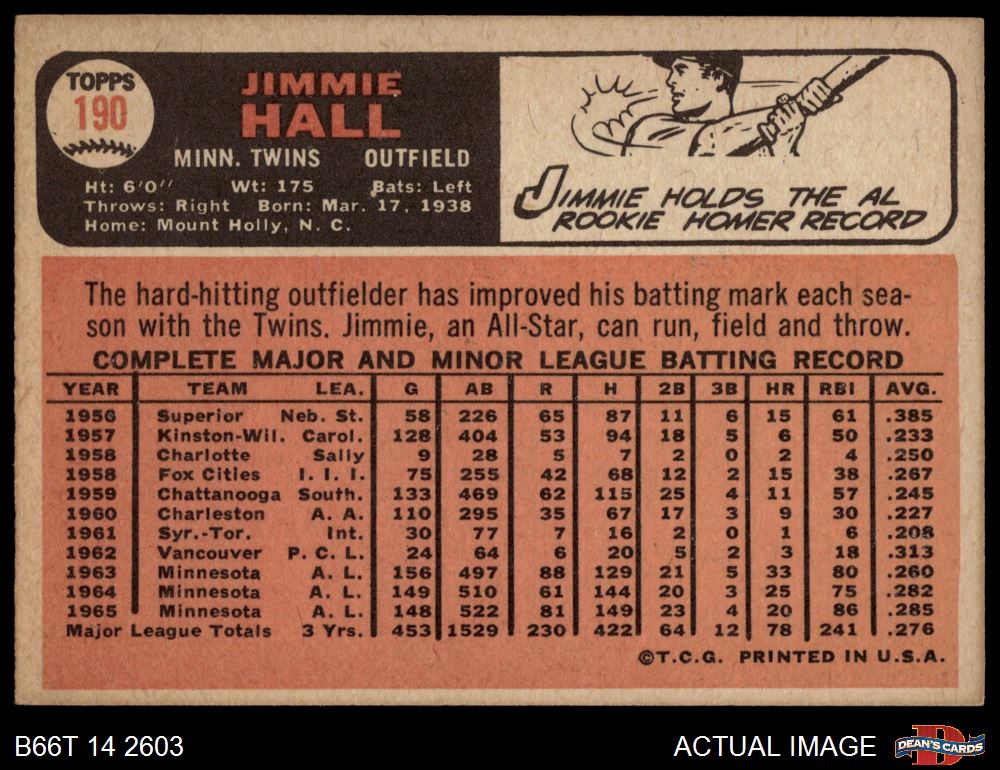 TOPPS
190
JIMMIE
HALL
MINN. TWINS OUTFIELD
Ht: 6'0" Wt: 175 Bats: Left
Throws: Right Born: Mar. 17, 1938
Home: Mount Holly, N. C.
JIMMIE HOLDS THE AL
ROOKIE HOMER RECORD
The hard-hitting outfielder has improved his batting mark each sea-
son with the Twins. Jimmie, an All-Star, can run, field and throw.
COMPLETE MAJOR AND MINOR LEAGUE BATTING RECORD
YEAR TEAM LEA. G AB R H 2B 3B HR RBI AVG.
1956 Superior Neb. St. 58 226 65 87 11 6 15 61 .385
1957 Kinston-Wil. Carol. 128 404 53 94 18 5 6 50 .233
1958 Charlotte Sally 9 28 5 7 2 0 2 4 .250
1958 Fox Cities I. I. I. 75 255 42 68 12 2 15 38 .267
1959 Chattanooga South. 133 469 62 115 25 4 11 57 .245
1960 Charleston A. A. 110 295 35 67 17 3 9 30 .227
1961 Syr.-Tor. Int. 30 77 7 16 2 0 1 6 .208
1962 Vancouver P. C. L. 24 64 6 20 5 2 3 18 .313
1963 Minnesota A. L. 156 497 88 129 21 5 33 80 .260
1964 Minnesota A. L. 149 510 61 144 20 3 25 75 .282
1965 Minnesota A. L. 148 522 81 149 23 4 20 86 .285
Major League Totals 3 Yrs. 453 1529 230 422 64 12 78 241 .276
©T.C.G. PRINTED IN U.S.A.
B66T 14 2603
ACTUAL IMAGE
DEAN'S CARDS